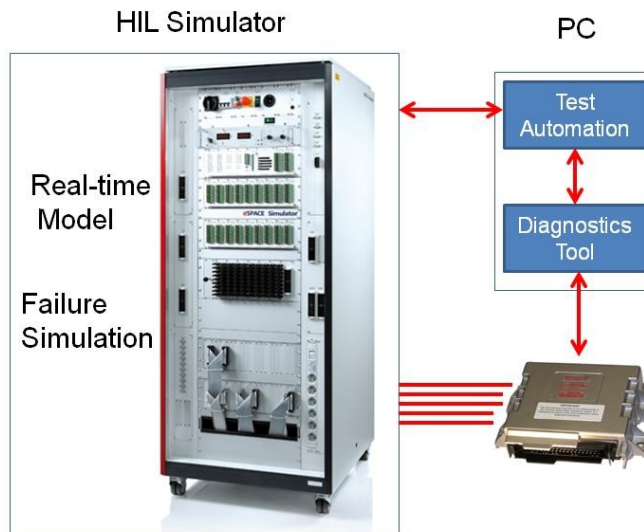 HIL Simulator
PC
Real-time
Model
Failure
Simulation
dSPACE Simulator
Test
Automation
Diagnostics
Tool